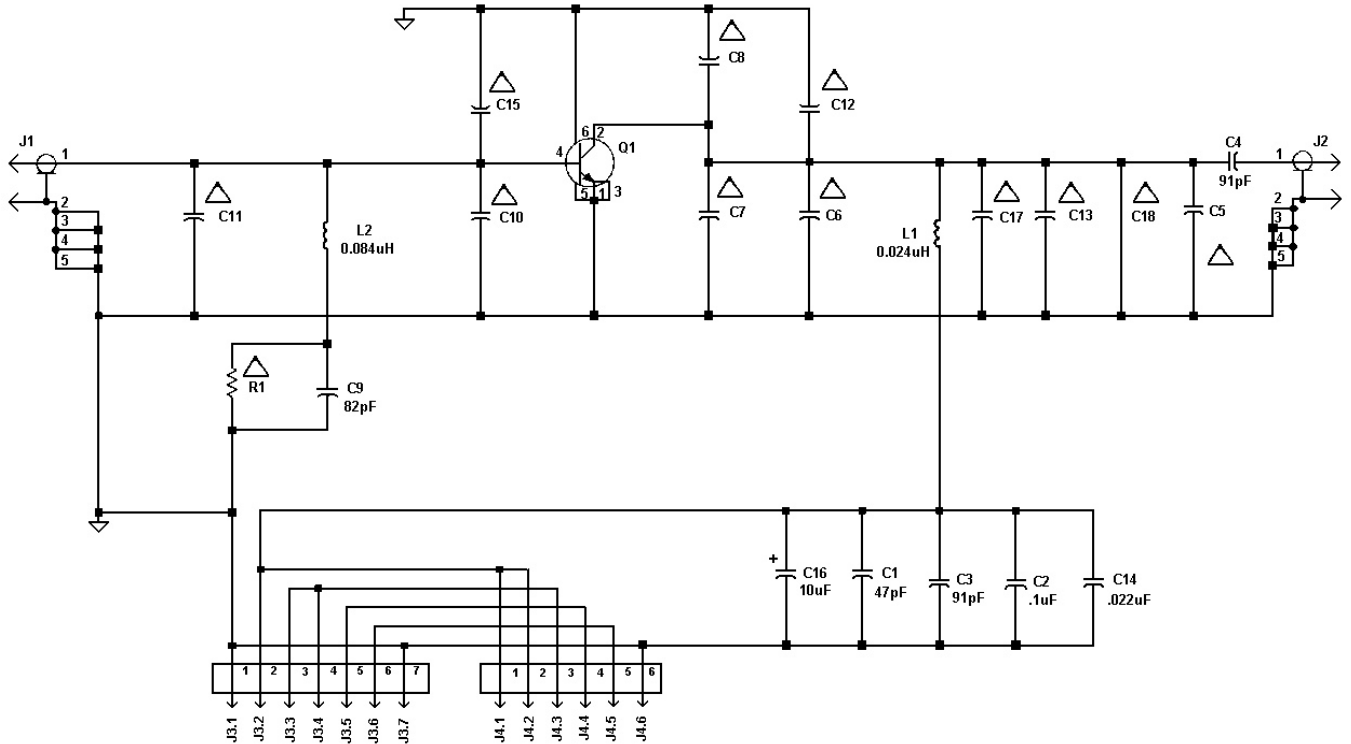 C8
C15
C12
J1
J2
6 2
Q1
C4
1
4
1
91pF
5 1 3
2
3
4
5
C11
C10
C7
C6
C17
C13
C18
C5
2
3
4
5
L2
0.084uH
L1
0.024uH
R1
C9
82pF
+
C16
10uF
C1
47pF
C3
91pF
C2
.1uF
C14
.022uF
1 2 3 4 5 6 7
1 2 3 4 5 6
J3.1
J3.2
J3.3
J3.4
J3.5
J3.6
J3.7
J4.1
J4.2
J4.3
J4.4
J4.5
J4.6